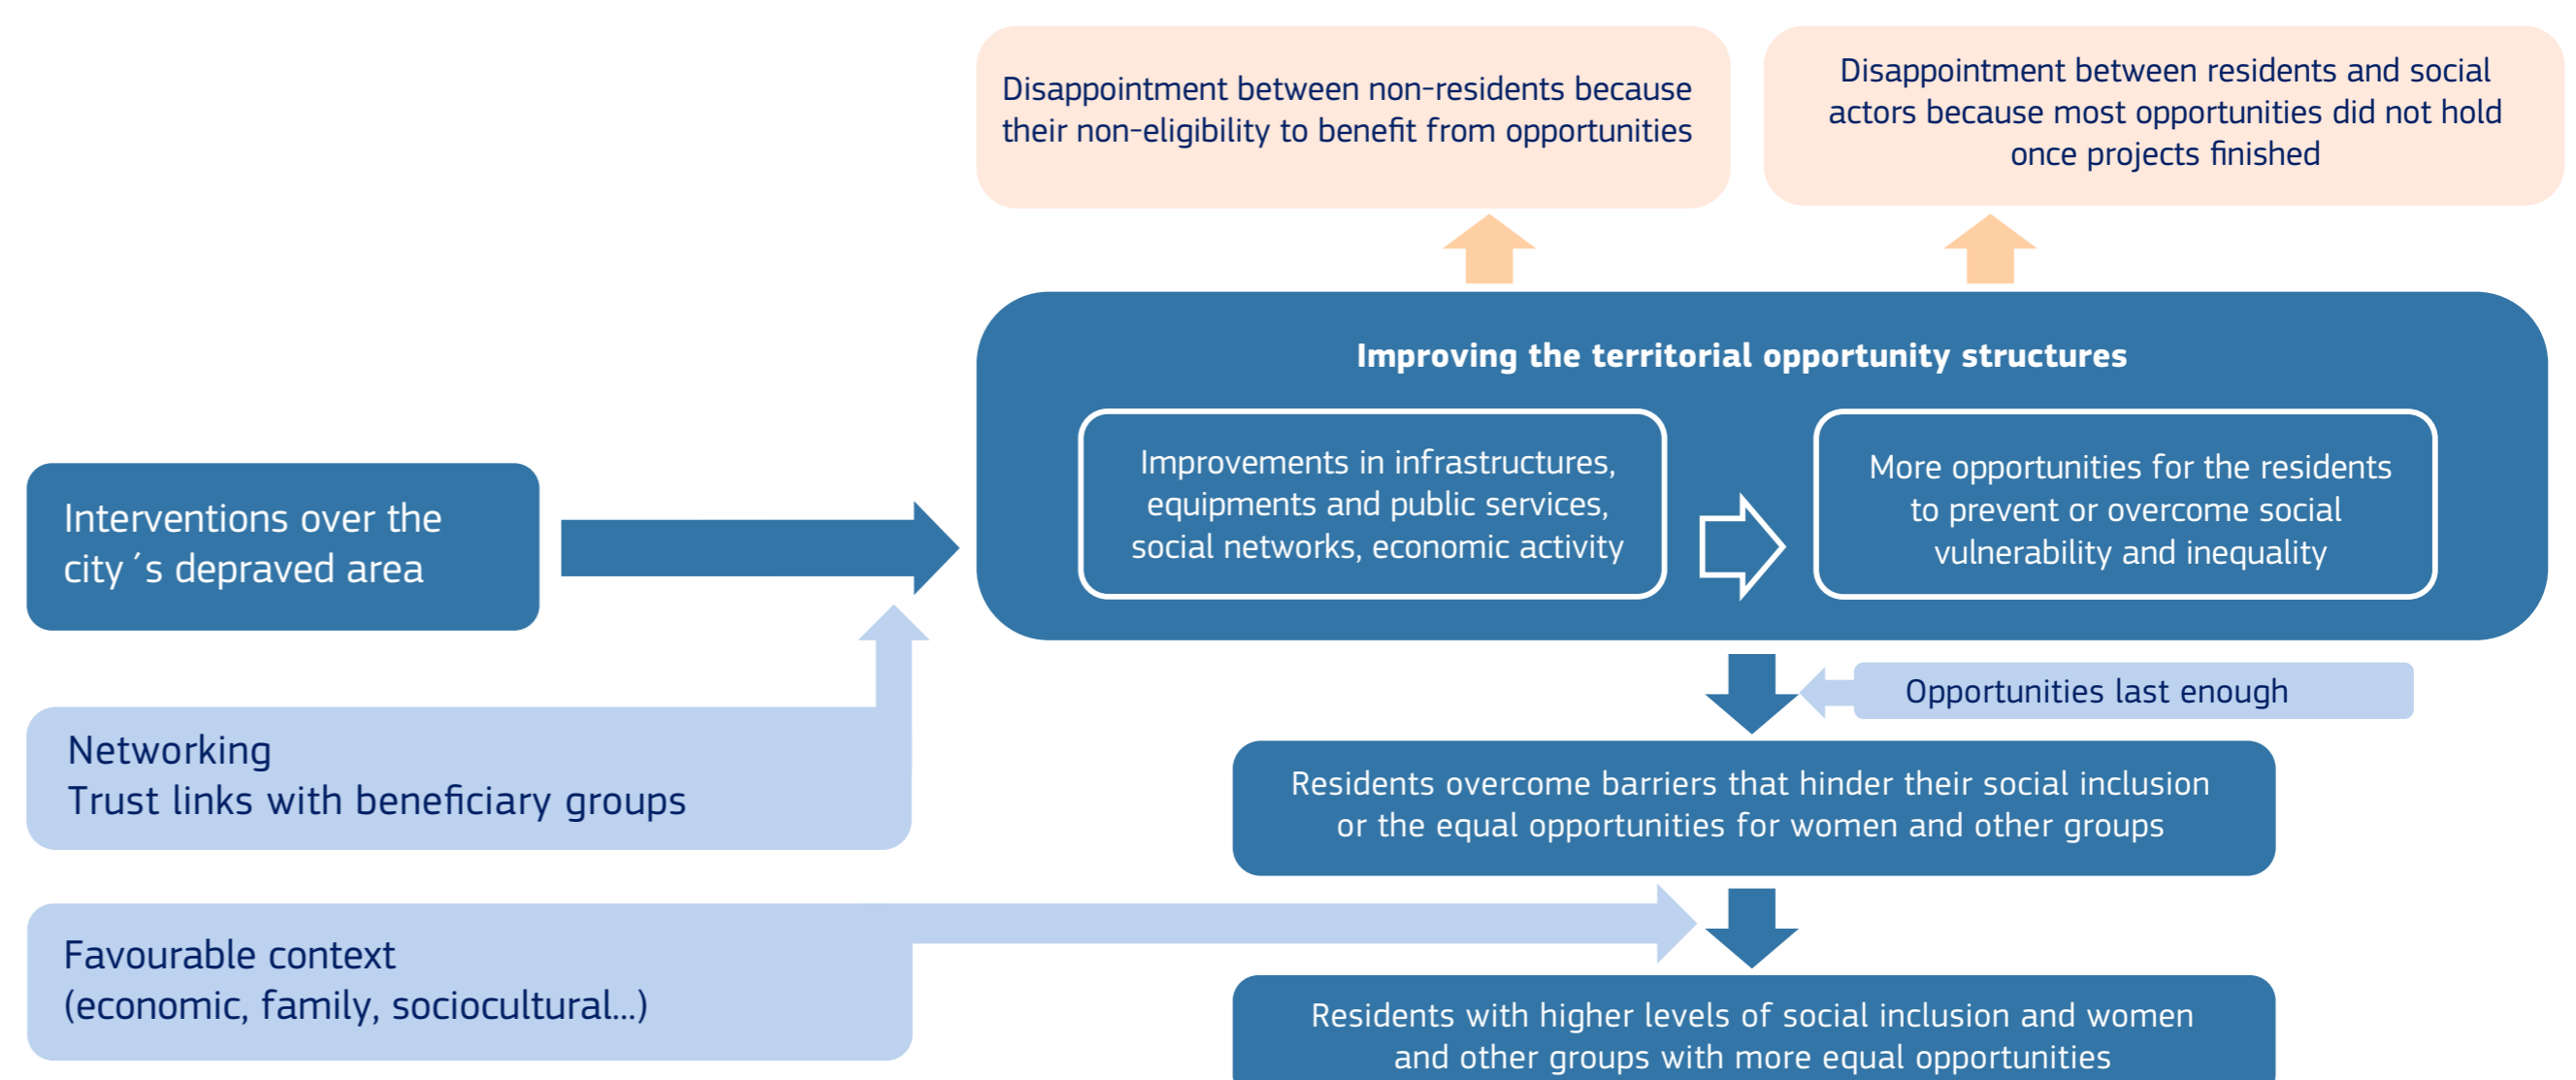 Disappointment between non-residents because
their non-eligibility to benefit from opportunities
Disappointment between residents and social
actors because most opportunities did not hold
once projects finished
Improving the territorial opportunity structures
Improvements in infrastructures,
equipments and public services,
social networks, economic activity
More opportunities for the residents
to prevent or overcome social
vulnerability and inequality
Interventions over the
city ´s depraved area
Opportunities last enough
Networking
Trust links with beneficiary groups
Residents overcome barriers that hinder their social inclusion
or the equal opportunities for women and other groups
Favourable context
(economic, family, sociocultural...)
Residents with higher levels of social inclusion and women
and other groups with more equal opportunities